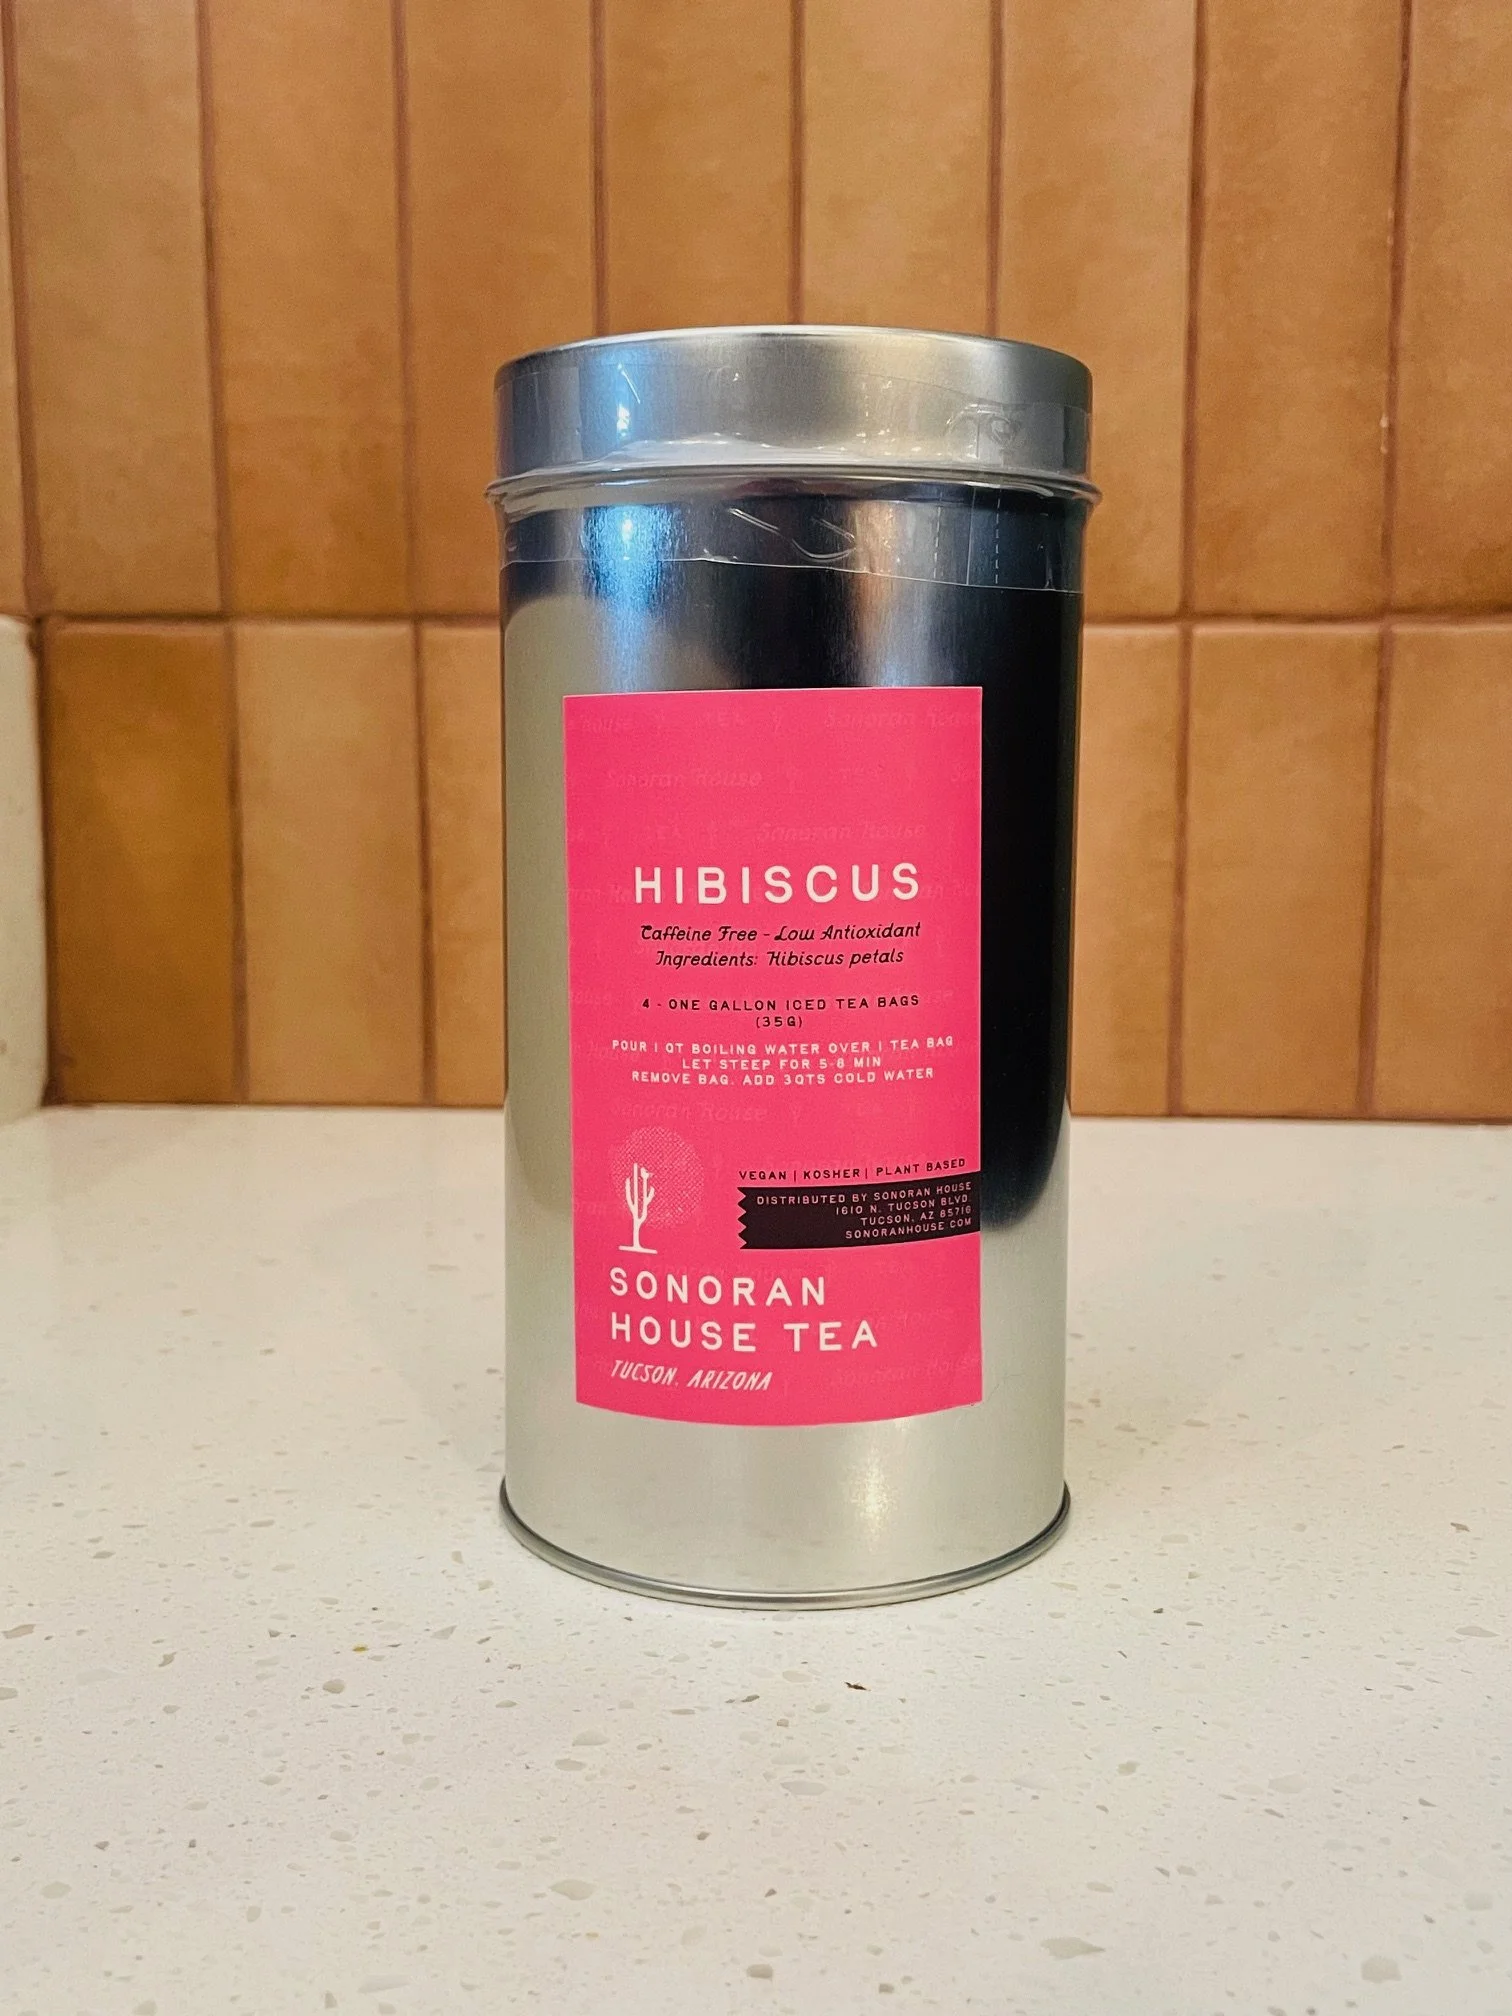 HIBISCUS
Caffeine Free - Low Antioxidant
Ingredients: Hibiscus petals
4 - ONE GALLON ICED TEA BAGS
(35G)
POUR 1 QT BOILING WATER OVER 1 TEA BAG
LET STEEP FOR 5-8 MIN
REMOVE BAG. ADD 3QTS COLD WATER
VEGAN | KOSHER | PLANT BASED
DISTRIBUTED BY SONORAN HOUSE
1610 N. TUCSON BLVD.
TUCSON, AZ 85716
SONORANHOUSE.COM
SONORAN
HOUSE TEA
TUCSON, ARIZONA